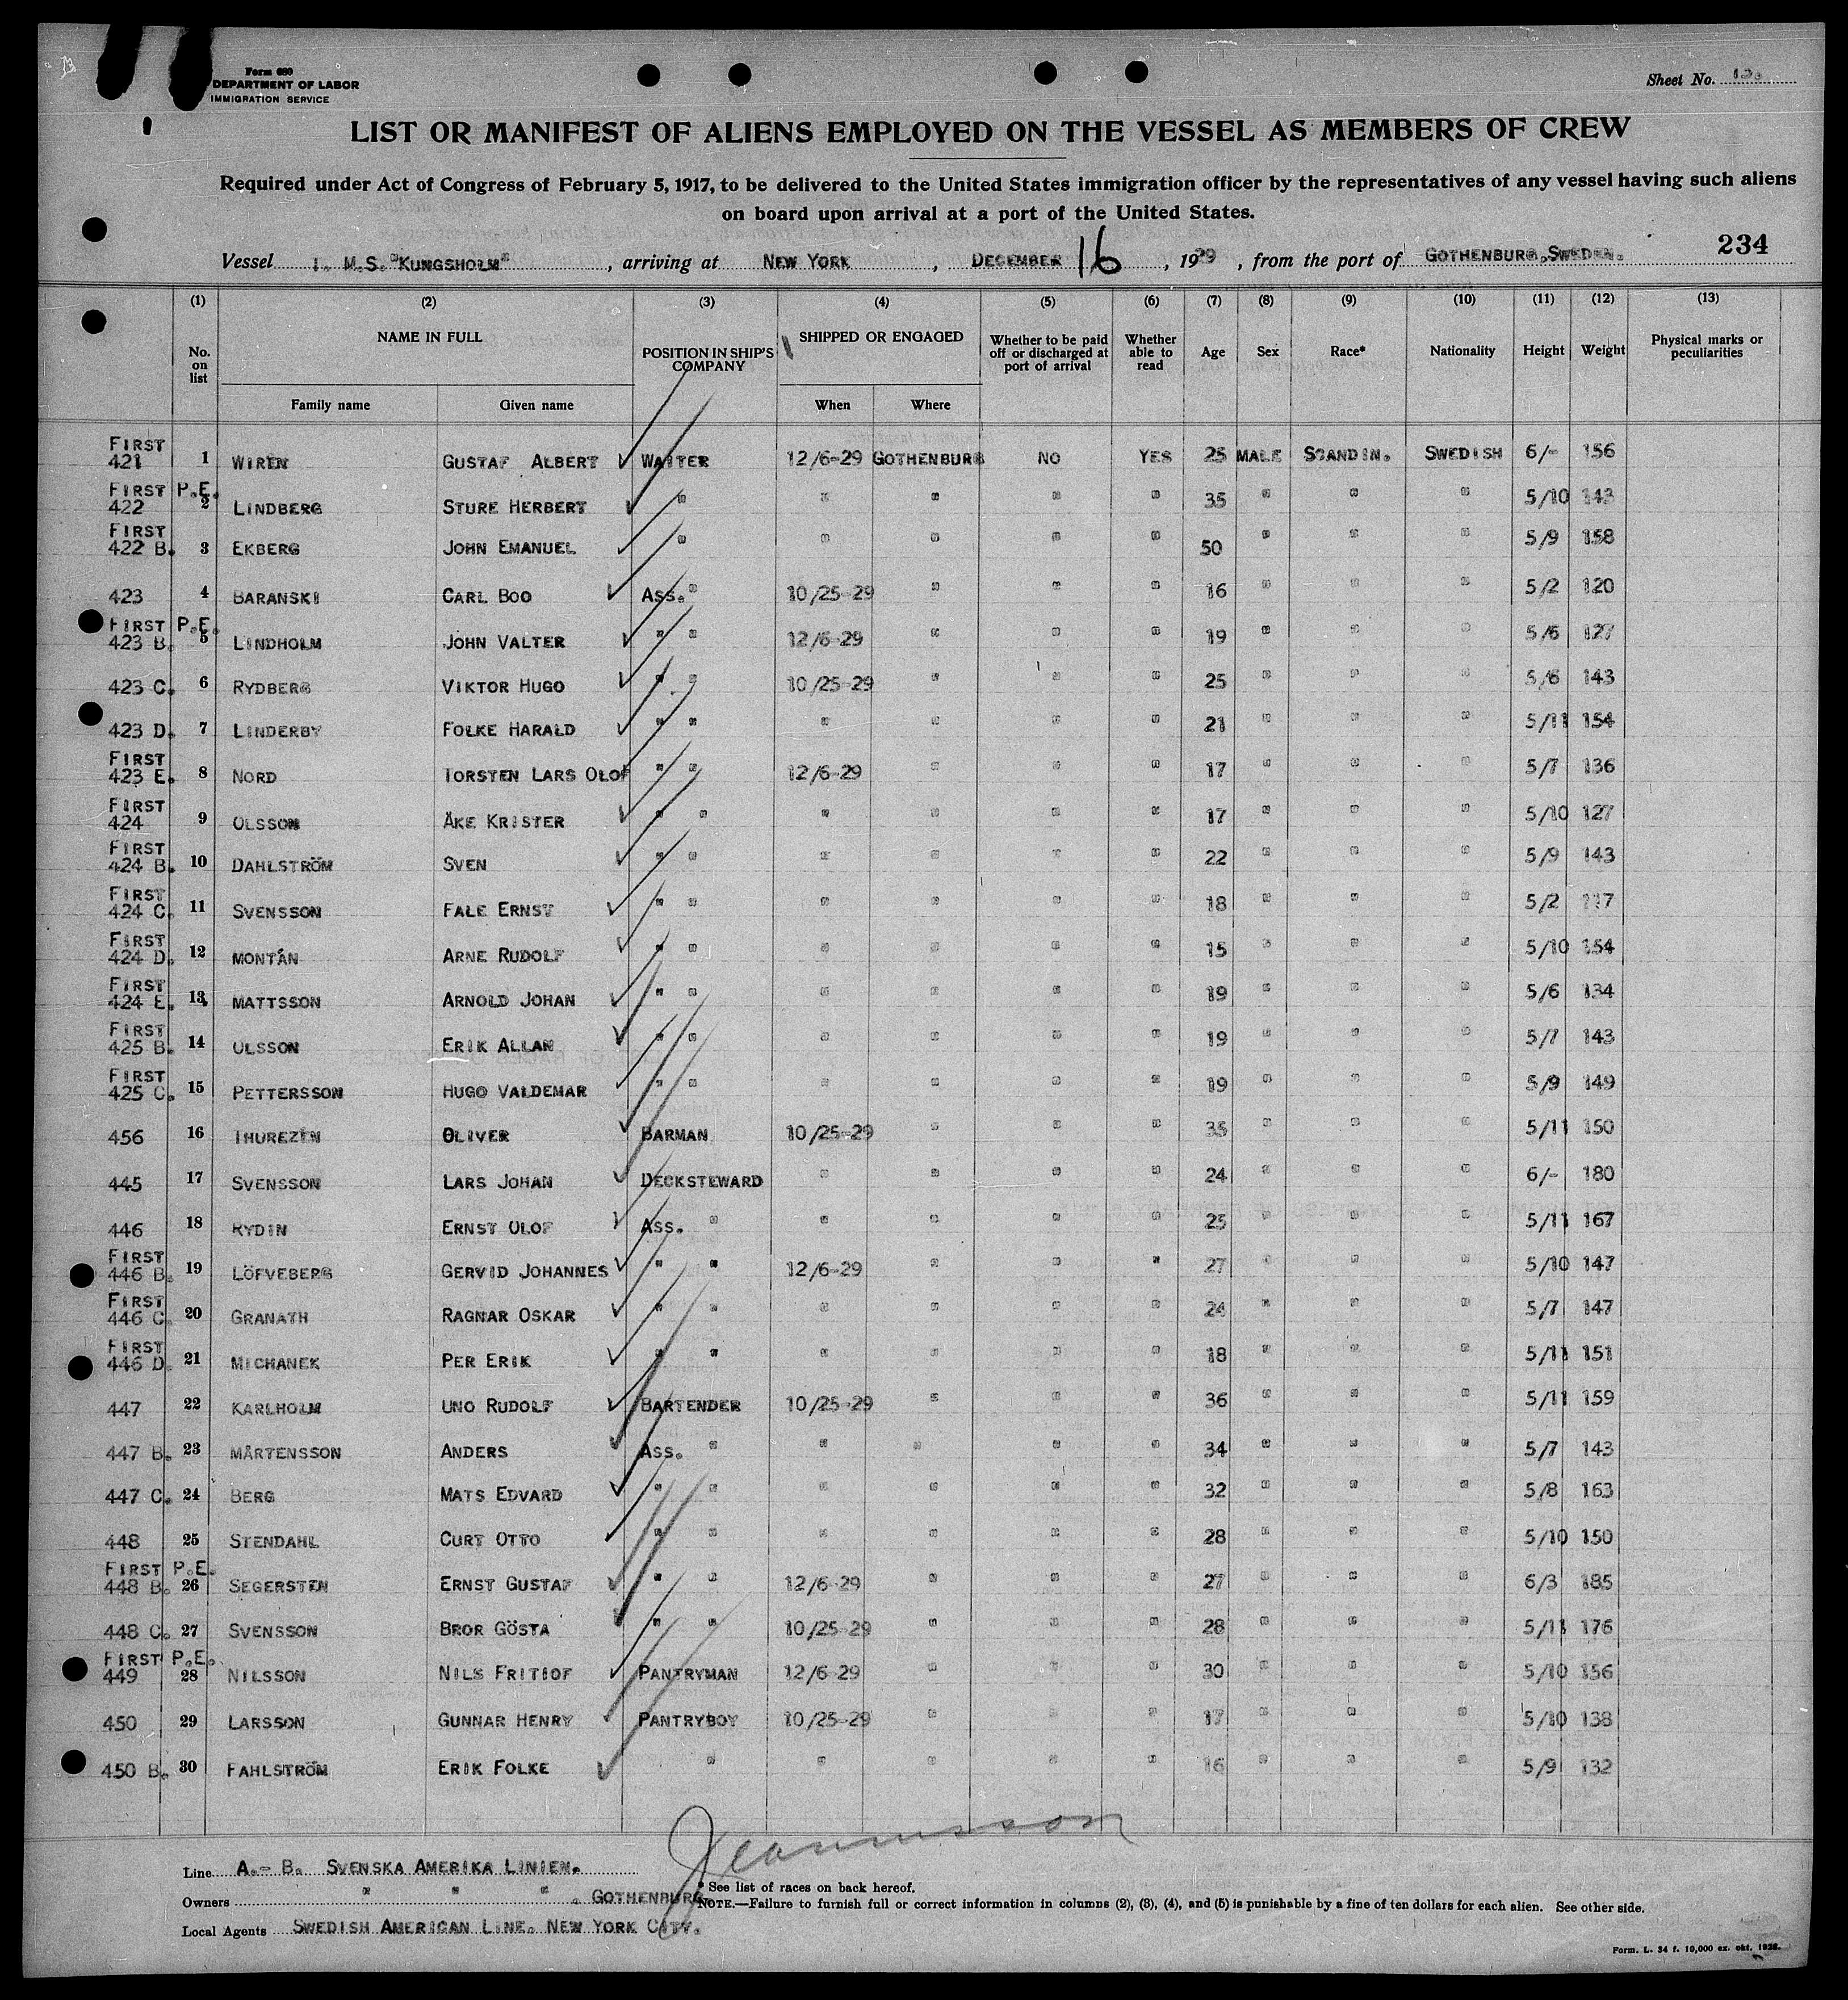 Form 680
DEPARTMENT OF LABOR
IMMIGRATION SERVICE
Sheet No.
LIST OR MANIFEST OF ALIENS EMPLOYED ON THE VESSEL AS MEMBERS OF CREW
Required under Act of Congress of February 5, 1917, to be delivered to the United States immigration officer by the representatives of any vessel having such aliens
on board upon arrival at a port of the United States.
234
Vessel M.S. "KUNGSHOLM" , arriving at NEW YORK , DECEMBER 16 , 1929 , from the port of GOTHENBURG, SWEDEN.
(1) (2) (3) (4) (5) (6) (7) (8) (9) (10) (11) (12) (13)
No. on list NAME IN FULL POSITION IN SHIP'S COMPANY SHIPPED OR ENGAGED Whether to be paid off or discharged at port of arrival Whether able to read Age Sex Race* Nationality Height Weight Physical marks or peculiarities
Family name Given name When Where
FIRST 421 1 WIREN GUSTAF ALBERT WAITER 12/6-29 GOTHENBURG NO YES 25 MALE SCANDIN. SWEDISH 6/- 156
FIRST P.E. 422 2 LINDBERG STURE HERBERT " " " " " 35 " " " 5/10 143
FIRST 422 B. 3 EKBERG JOHN EMANUEL " " " " " 50 " " " 5/9 158
423 4 BARANSKI CARL BOO ASS. " 10/25-29 " " " 16 " " " 5/2 120
FIRST P.E. 423 B. 5 LINDHOLM JOHN VALTER " " 12/6-29 " " " 19 " " " 5/6 127
423 C. 6 RYDBERG VIKTOR HUGO " " 10/25-29 " " " 25 " " " 5/6 143
423 D. 7 LINDERBY FOLKE HARALD " " " " " " 21 " " " 5/11 154
FIRST 423 E. 8 NORD TORSTEN LARS OLOF " " 12/6-29 " " " 17 " " " 5/7 136
FIRST 424 9 OLSSON ÅKE KRISTER " " " " " " 17 " " " 5/10 127
FIRST 424 B. 10 DAHLSTRÖM SVEN " " " " " " 22 " " " 5/9 143
FIRST 424 C. 11 SVENSSON FALE ERNST " " " " " " 18 " " " 5/2 117
FIRST 424 D. 12 MONTÁN ARNE RUDOLF " " " " " " 15 " " " 5/10 154
FIRST 424 E. 13 MATTSSON ARNOLD JOHAN " " " " " " 19 " " " 5/6 134
FIRST 425 B. 14 OLSSON ERIK ALLAN " " " " " " 19 " " " 5/7 143
FIRST 425 C. 15 PETTERSSON HUGO VALDEMAR " " " " " " 19 " " " 5/9 149
456 16 THUREZÉN OLIVER BARMAN 10/25-29 " " " 35 " " " 5/11 150
445 17 SVENSSON LARS JOHAN DECKSTEWARD " " " " 24 " " " 6/- 180
446 18 RYDIN ERNST OLOF ASS. " " " " " 25 " " " 5/11 167
FIRST 446 B. 19 LÖFVEBERG GERVID JOHANNES " " 12/6-29 " " " 27 " " " 5/10 147
FIRST 446 C 20 GRANATH RAGNAR OSKAR " " " " " " 24 " " " 5/7 147
FIRST 446 D. 21 MICHANEK PER ERIK " " " " " " 18 " " " 5/11 151
447 22 KARLHOLM UNO RUDOLF BARTENDER 10/25-29 " " " 36 " " " 5/11 159
447 B. 23 MÅRTENSSON ANDERS ASS. " " " " " 34 " " " 5/7 143
447 C. 24 BERG MATS EDVARD " " " " " " 32 " " " 5/8 163
448 25 STENDAHL CURT OTTO " " " " " " 28 " " " 5/10 150
FIRST P.E. 448 B. 26 SEGERSTEN ERNST GUSTAF " " 12/6-29 " " " 27 " " " 6/3 185
448 C. 27 SVENSSON BROR GÖSTA " " 10/25-29 " " " 28 " " " 5/11 176
FIRST P.E. 449 28 NILSSON NILS FRITIOF PANTRYMAN 12/6-29 " " " 30 " " " 5/10 156
450 29 LARSSON GUNNAR HENRY PANTRYBOY 10/25-29 " " " 17 " " " 5/10 138
450 B. 30 FAHLSTRÖM ERIK FOLKE " " " " " 16 " " " 5/9 132
Line A.- B. SVENSKA AMERIKA LINIEN.
* See list of races on back hereof.
Owners " " " . GOTHENBURG.
NOTE.—Failure to furnish full or correct information in columns (2), (3), (4), and (5) is punishable by a fine of ten dollars for each alien. See other side.
Local Agents SWEDISH AMERICAN LINE. NEW YORK CITY.
Form. L. 34 f. 10,000 ex. okt. 1928.